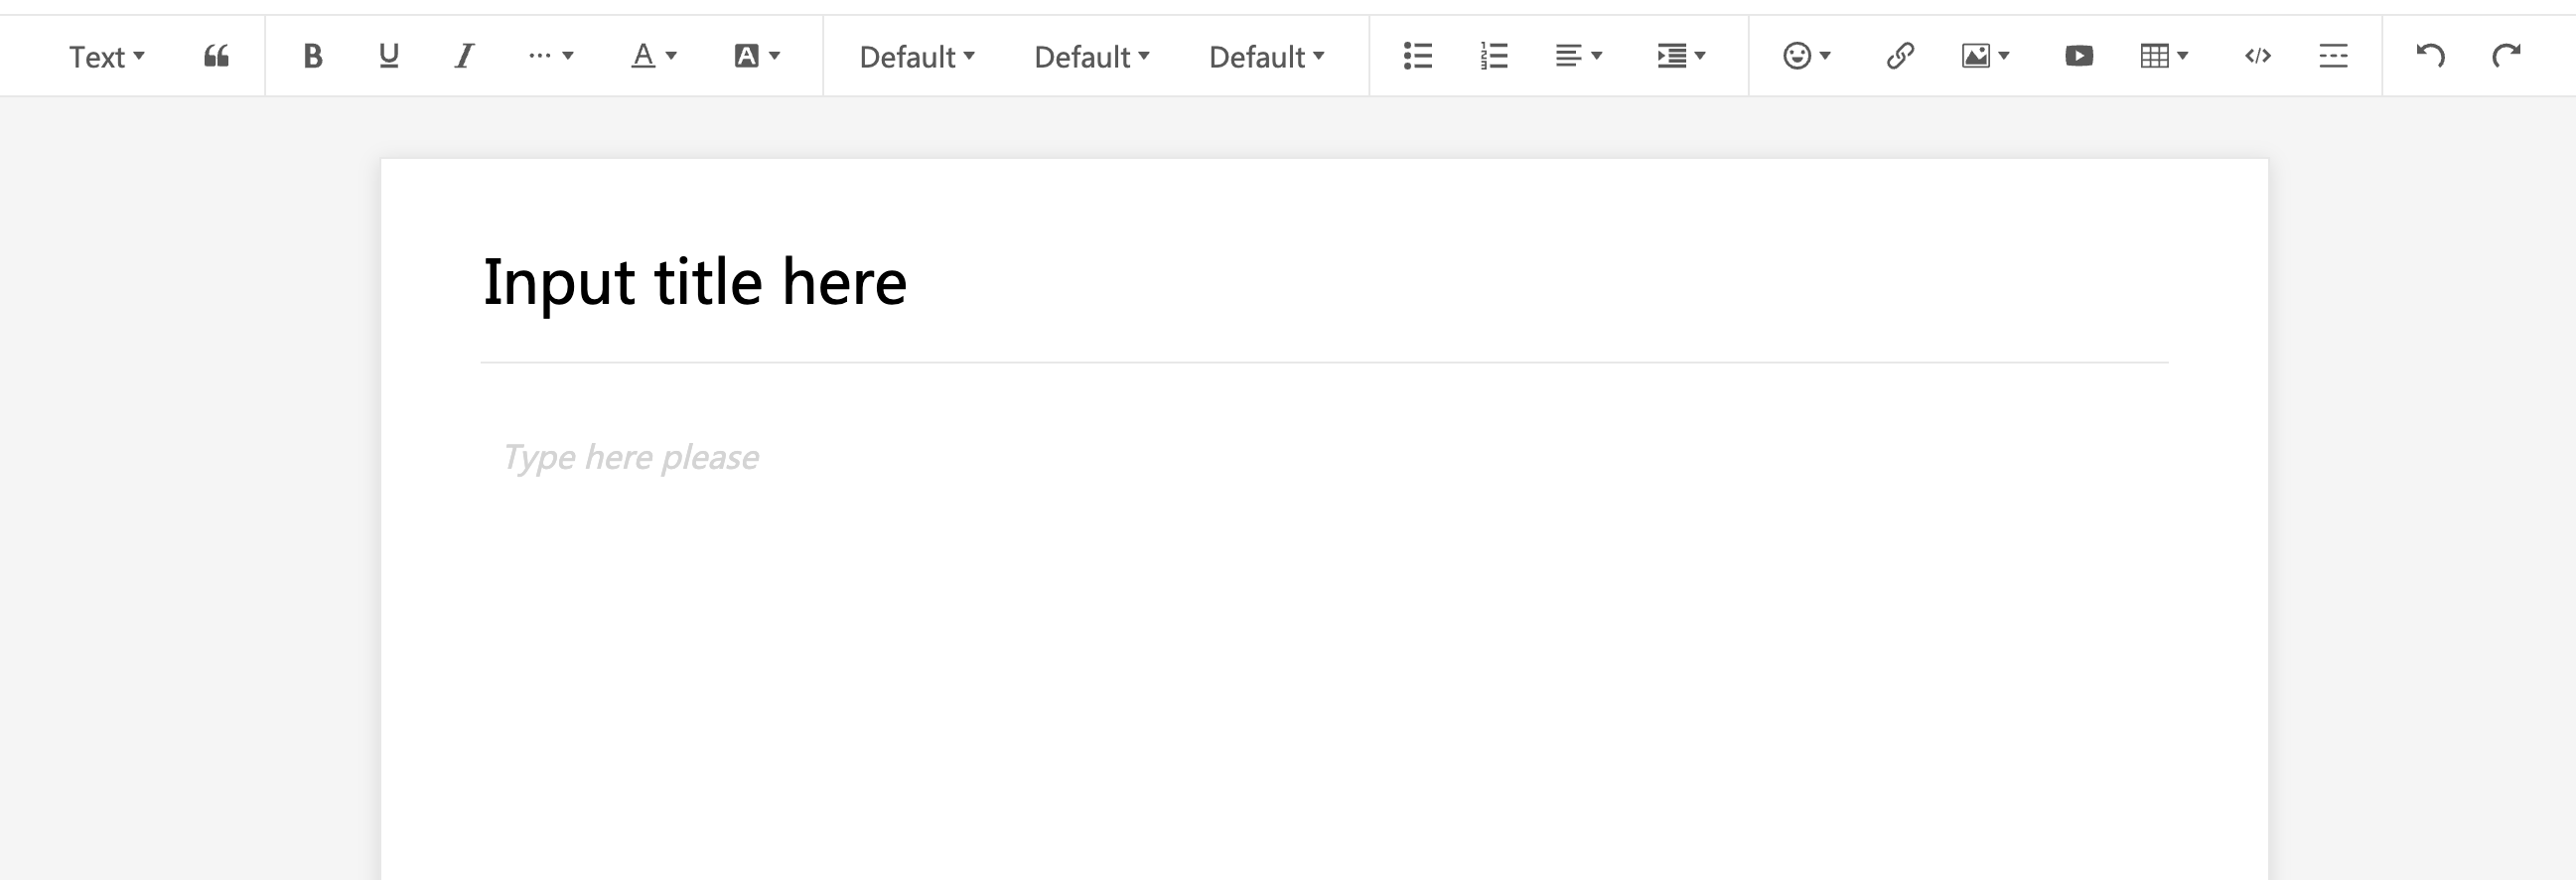 Text B U I ... A A Default Default Default
Input title here
Type here please